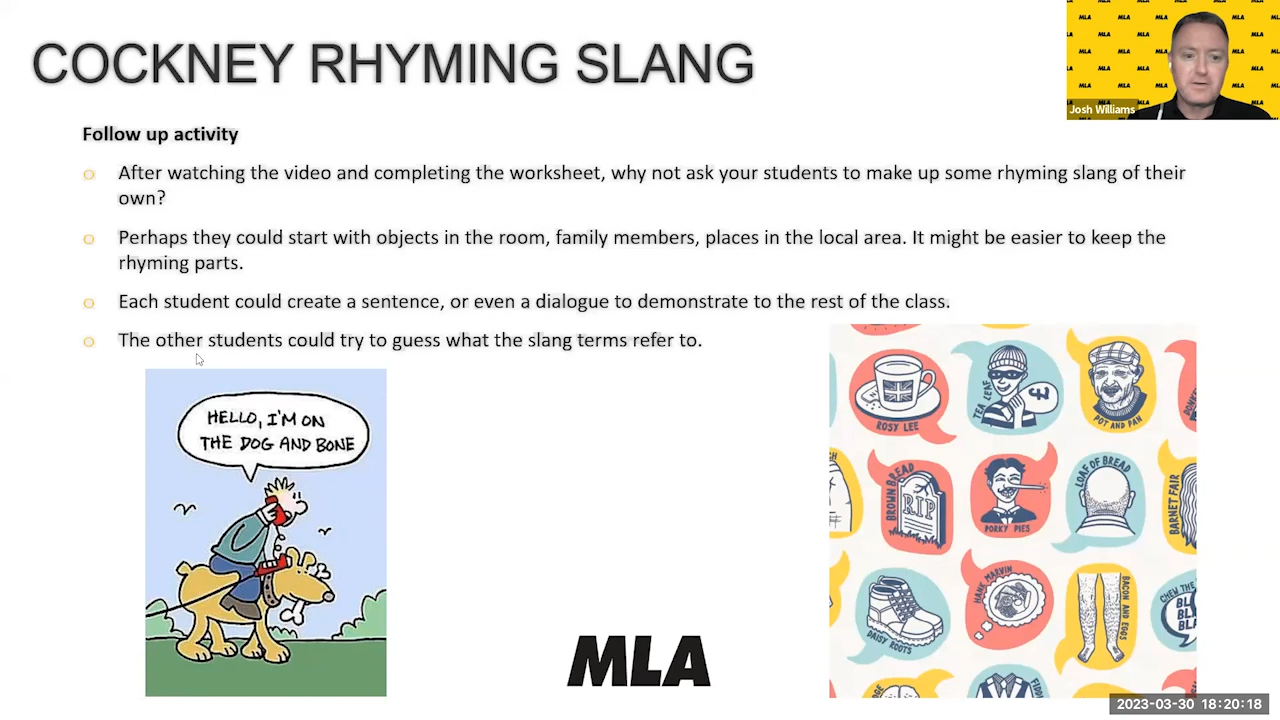 COCKNEY RHYMING SLANG
MLA
Josh Williams
Follow up activity
After watching the video and completing the worksheet, why not ask your students to make up some rhyming slang of their
own?
Perhaps they could start with objects in the room, family members, places in the local area. It might be easier to keep the
rhyming parts.
Each student could create a sentence, or even a dialogue to demonstrate to the rest of the class.
The other students could try to guess what the slang terms refer to.
HELLO, I'M ON
THE DOG AND BONE
ROSY LEE
TEA LEAF
£
POT AND PAN
BROWN BREAD
RIP
PORKY PIES
LOAF OF BREAD
BARNET FAIR
DAISY ROOTS
HANK MARVIN
BACON AND EGGS
CHEW THE
MLA
2023-03-30 18:20:18